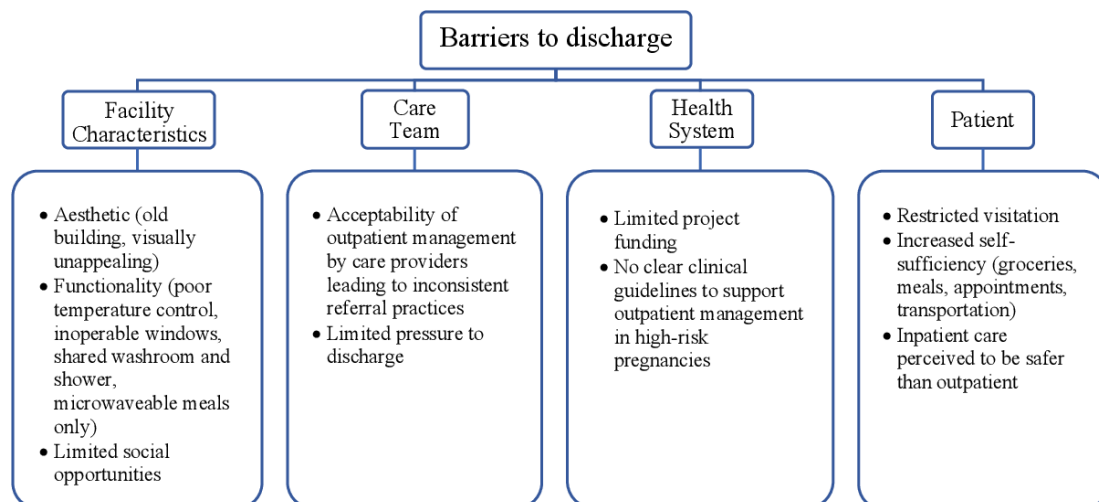 Barriers to discharge
Facility
Characteristics
Care
Team
Health
System
Patient
• Aesthetic (old
building, visually
unappealing)
• Functionality (poor
temperature control,
inoperable windows,
shared washroom and
shower,
microwaveable meals
only)
• Limited social
opportunities
• Acceptability of
outpatient management
by care providers
leading to inconsistent
referral practices
• Limited pressure to
discharge
• Limited project
funding
• No clear clinical
guidelines to support
outpatient management
in high-risk
pregnancies
• Restricted visitation
• Increased self-
sufficiency (groceries,
meals, appointments,
transportation)
• Inpatient care
perceived to be safer
than outpatient